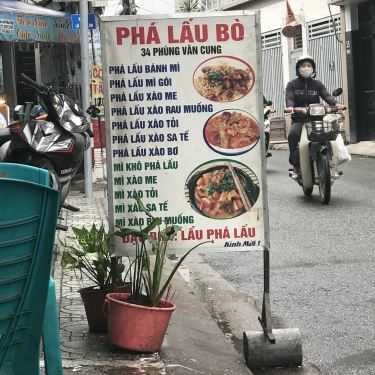 PHÁ LẤU BÒ
34 PHÙNG VĂN CUNG
PHÁ LẤU BÁNH MÌ
PHÁ LẤU MÌ GÓI
PHÁ LẤU XÀO ME
PHÁ LẤU XÀO RAU MUỐNG
PHÁ LẤU XÀO TỎI
PHÁ LẤU XÀO SA TẾ
PHÁ LẤU XÀO BƠ
MÌ KHÔ PHÁ LẤU
MÌ XÀO ME
MÌ XÀO TỎI
MÌ XÀO SA TẾ
MÌ XÀO RAU MUỐNG
LẨU PHÁ LẤU
Kính Mời !